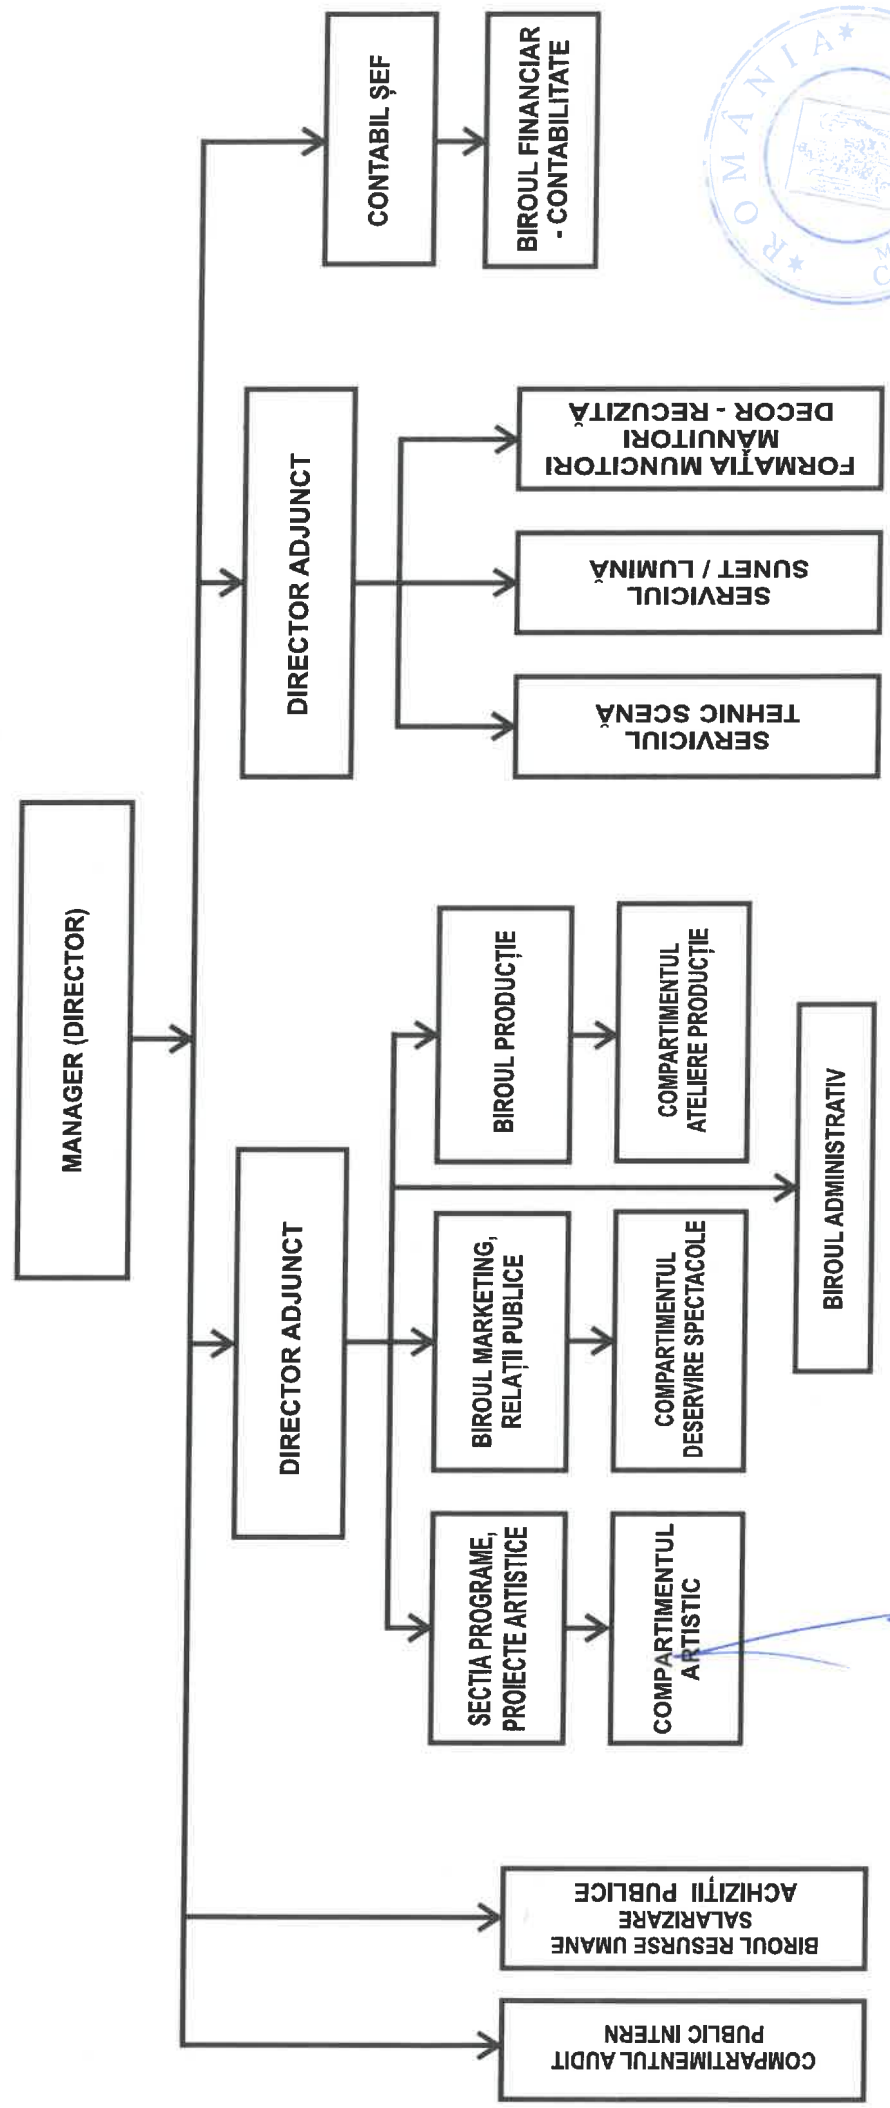 MANAGER (DIRECTOR)
COMPARTIMENTUL AUDIT
PUBLIC INTERN
BIROUL RESURSE UMANE
SALARIZARE
ACHIZIȚII PUBLICE
DIRECTOR ADJUNCT
SECTIA PROGRAME,
PROIECTE ARTISTICE
COMPARTIMENTUL
ARTISTIC
BIROUL MARKETING,
RELAȚII PUBLICE
COMPARTIMENTUL
DESERVIRE SPECTACOLE
BIROUL PRODUCȚIE
COMPARTIMENTUL
ATELIERE PRODUCȚIE
BIROUL ADMINISTRATIV
DIRECTOR ADJUNCT
SERVICIUL
TEHNIC SCENĂ
SERVICIUL
SUNET / LUMINĂ
FORMAȚIA MUNCITORI
MÂNUITORI
DECOR - RECUZITĂ
CONTABIL ȘEF
BIROUL FINANCIAR
- CONTABILITATE
* ROMÂNIA *